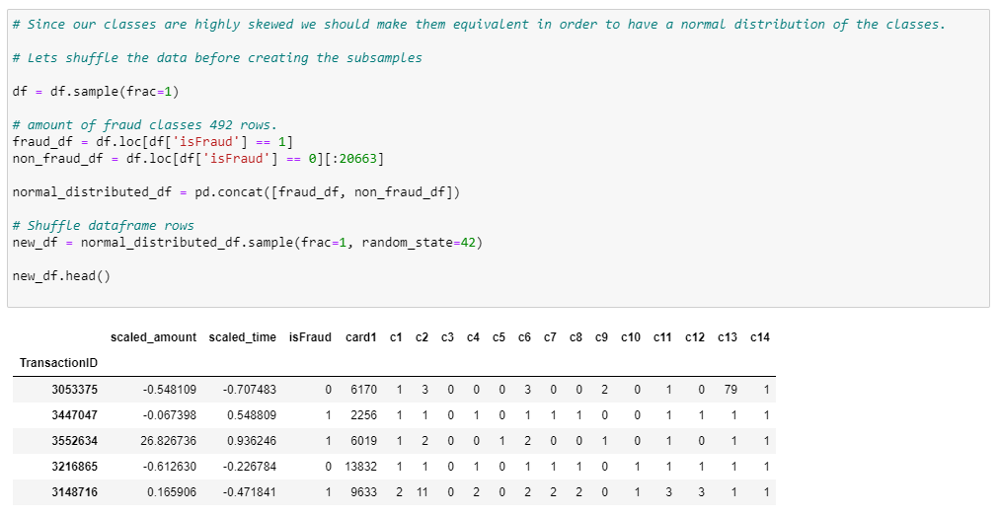 # Since our classes are highly skewed we should make them equivalent in order to have a normal distribution of the classes.
# Lets shuffle the data before creating the subsamples
df = df.sample(frac=1)
# amount of fraud classes 492 rows.
fraud_df = df.loc[df['isFraud'] == 1]
non_fraud_df = df.loc[df['isFraud'] == 0][:20663]
normal_distributed_df = pd.concat([fraud_df, non_fraud_df])
# Shuffle dataframe rows
new_df = normal_distributed_df.sample(frac=1, random_state=42)
new_df.head()
scaled_amount scaled_time isFraud card1 c1 c2 c3 c4 c5 c6 c7 c8 c9 c10 c11 c12 c13 c14
TransactionID
3053375 -0.548109 -0.707483 0 6170 1 3 0 0 0 3 0 0 2 0 1 0 79 1
3447047 -0.067398 0.548809 1 2256 1 1 0 1 0 1 1 1 0 0 1 1 1 1
3552634 26.826736 0.936246 1 6019 1 2 0 0 1 2 0 0 1 0 1 0 1 1
3216865 -0.612630 -0.226784 0 13832 1 1 0 1 0 1 1 1 0 1 1 1 1 1
3148716 0.165906 -0.471841 1 9633 2 11 0 2 0 2 2 2 0 1 3 3 1 1